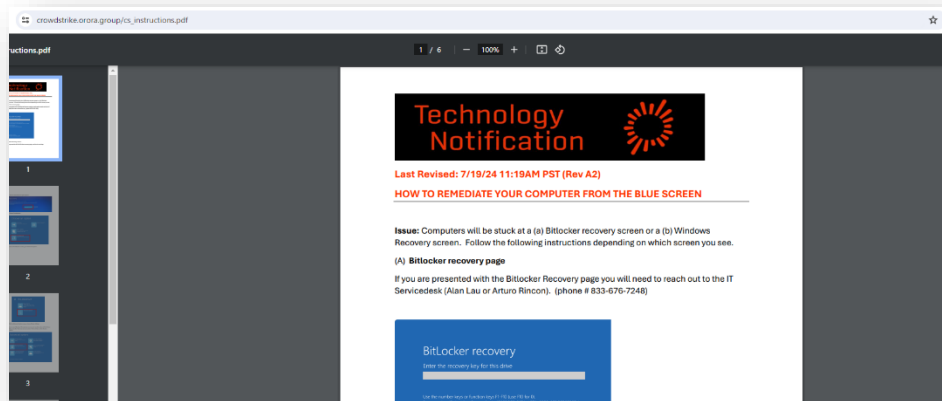 crowdstrike.orora.group/cs_instructions.pdf
ructions.pdf
1 / 6
100%
Technology
Notification
Last Revised: 7/19/24 11:19AM PST (Rev A2)
HOW TO REMEDIATE YOUR COMPUTER FROM THE BLUE SCREEN
Issue: Computers will be stuck at a (a) Bitlocker recovery screen or a (b) Windows
Recovery screen. Follow the following instructions depending on which screen you see.
(A) Bitlocker recovery page
If you are presented with the Bitlocker Recovery page you will need to reach out to the IT
Servicedesk (Alan Lau or Arturo Rincon). (phone # 833-676-7248)
BitLocker recovery
Enter the recovery key for this drive
1
2
3